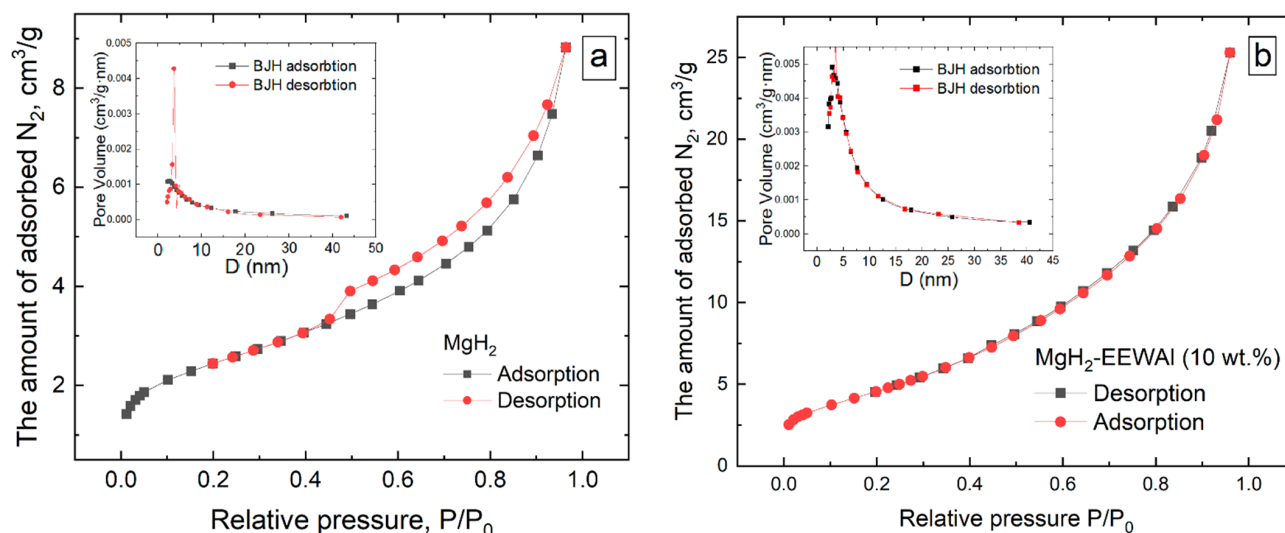 a
The amount of adsorbed N₂, cm³/g
8
6
4
2
0.0 0.2 0.4 0.6 0.8 1.0
Relative pressure, P/P₀
MgH₂
Adsorption
Desorption
Pore Volume (cm³/g·nm)
0.005
0.004
0.003
0.002
0.001
0.000
0 10 20 30 40 50
D (nm)
BJH adsorbtion
BJH desorbtion
b
The amount of adsorbed N₂, cm³/g
25
20
15
10
5
0
0.0 0.2 0.4 0.6 0.8 1.0
Relative pressure P/P₀
MgH₂-EEWAl (10 wt.%)
Desorption
Adsorption
Pore Volume (cm³/g·nm)
0.005
0.004
0.003
0.002
0.001
0.000
0 5 10 15 20 25 30 35 40 45
D (nm)
BJH adsorbtion
BJH desorbtion